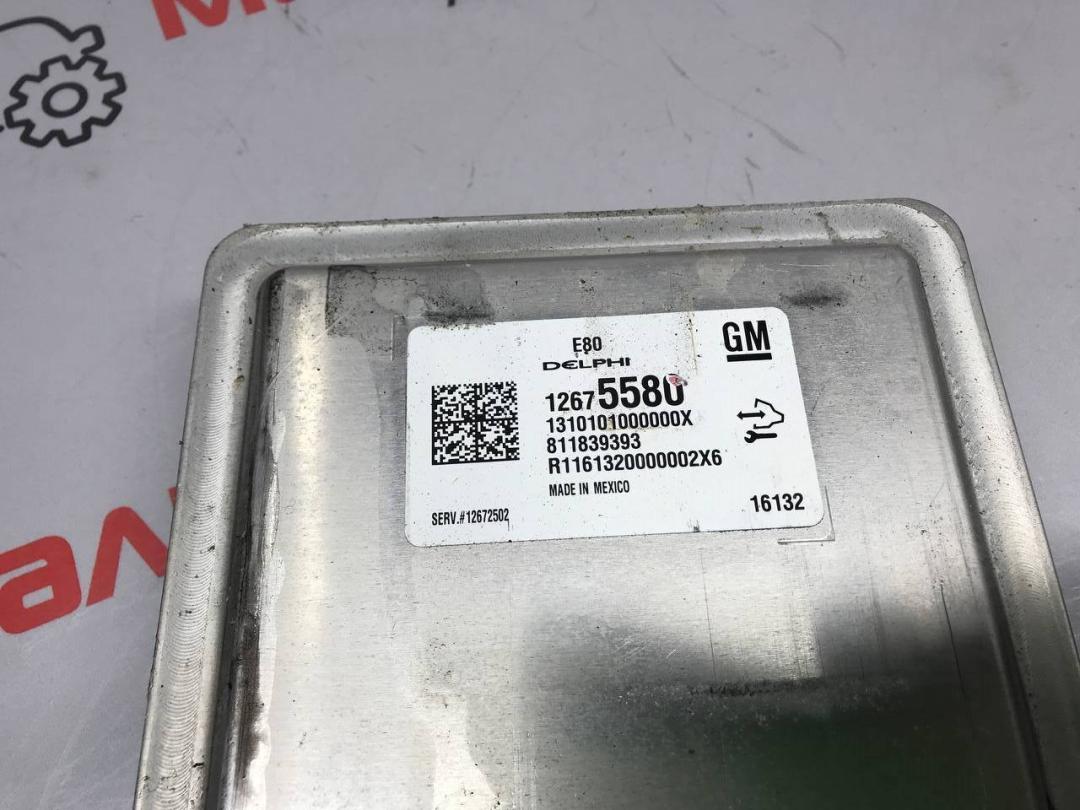 GM
E80
DELPHI
12675580
1310101000000X
811839393
R1161320000002X6
MADE IN MEXICO
SERV.#12672502
16132